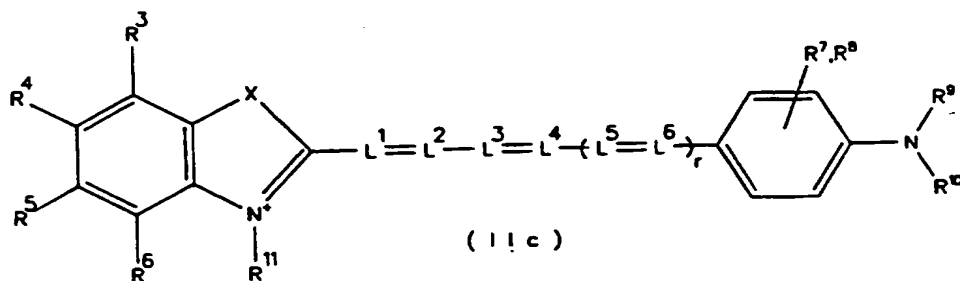 R³
R⁷,R⁸
R⁴
X
R⁹
L¹=L²-L³=L⁴-(L⁵=L⁶)r
N
R⁵
N⁺
R¹⁰
R⁶
R¹¹
(IIc)